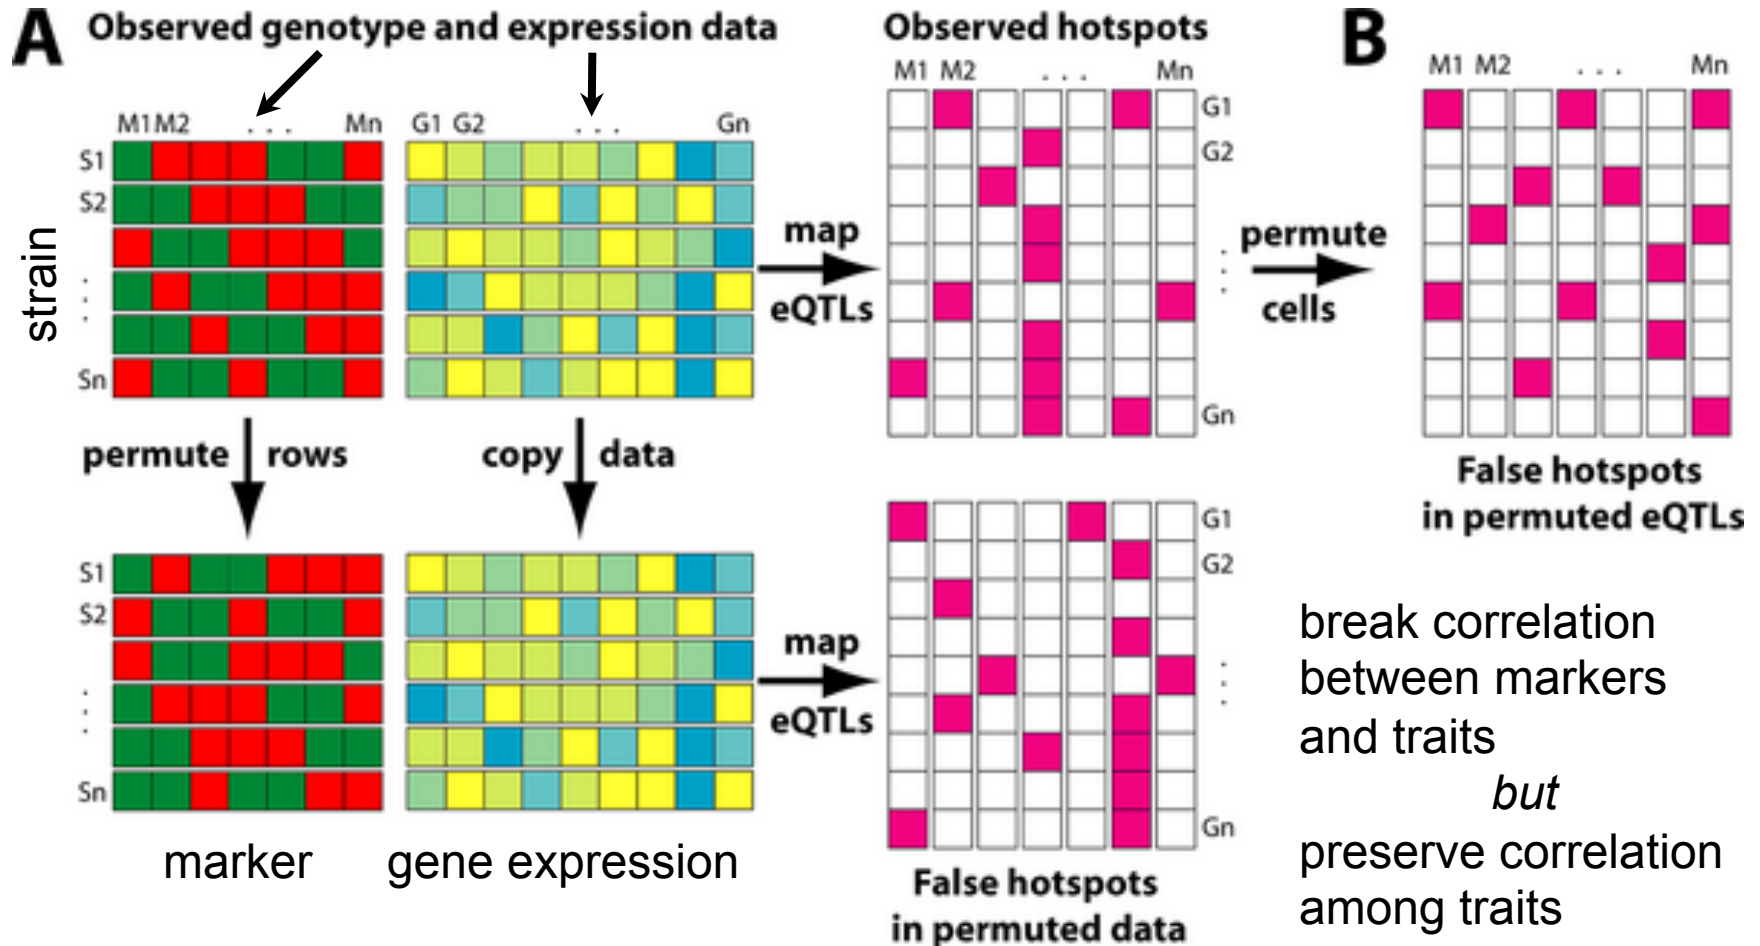 A
Observed genotype and expression data
M1 M2 . . . Mn
G1 G2 . . . Gn
strain
S1
S2
. . .
Sn
permute rows
copy data
S1
S2
. . .
Sn
marker
gene expression
map
eQTLs
map
eQTLs
Observed hotspots
M1 M2 . . . Mn
G1
G2
. . .
Gn
G1
G2
. . .
Gn
False hotspots
in permuted data
permute
cells
B
M1 M2 . . . Mn
False hotspots
in permuted eQTLs
break correlation
between markers
and traits
but
preserve correlation
among traits